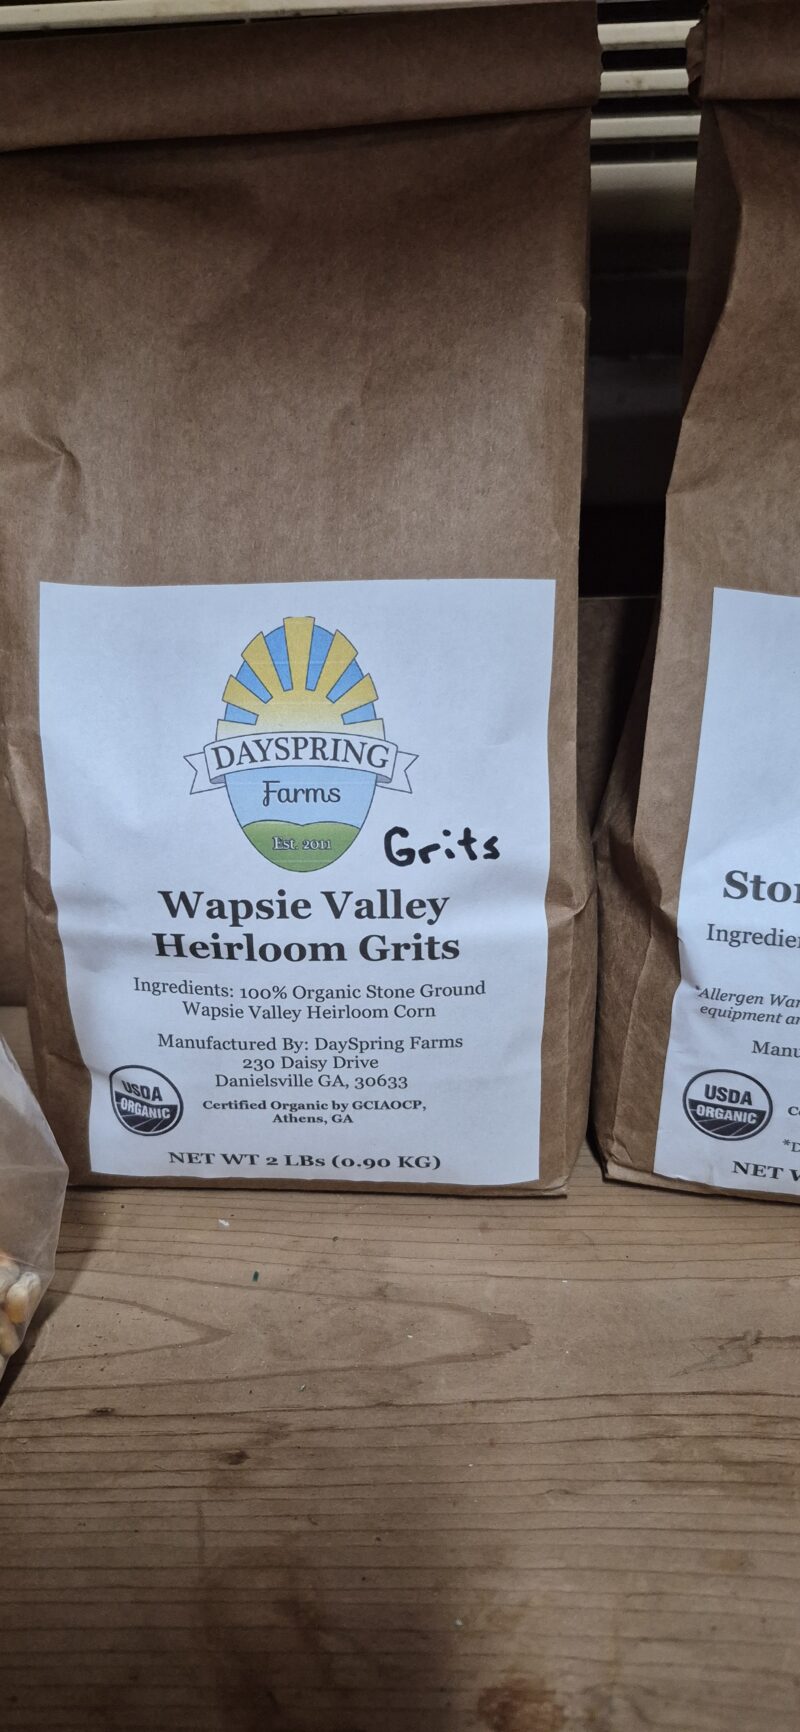 DAYSPRING
Farms
Est. 2011
Grits
Wapsie Valley
Heirloom Grits
Ingredients: 100% Organic Stone Ground
Wapsie Valley Heirloom Corn
Manufactured By: DaySpring Farms
230 Daisy Drive
Danielsville GA, 30633
USDA
ORGANIC
Certified Organic by GCIAOCP,
Athens, GA
NET WT 2 LBs (0.90 KG)
*Allergen
USDA
ORGANIC
NET